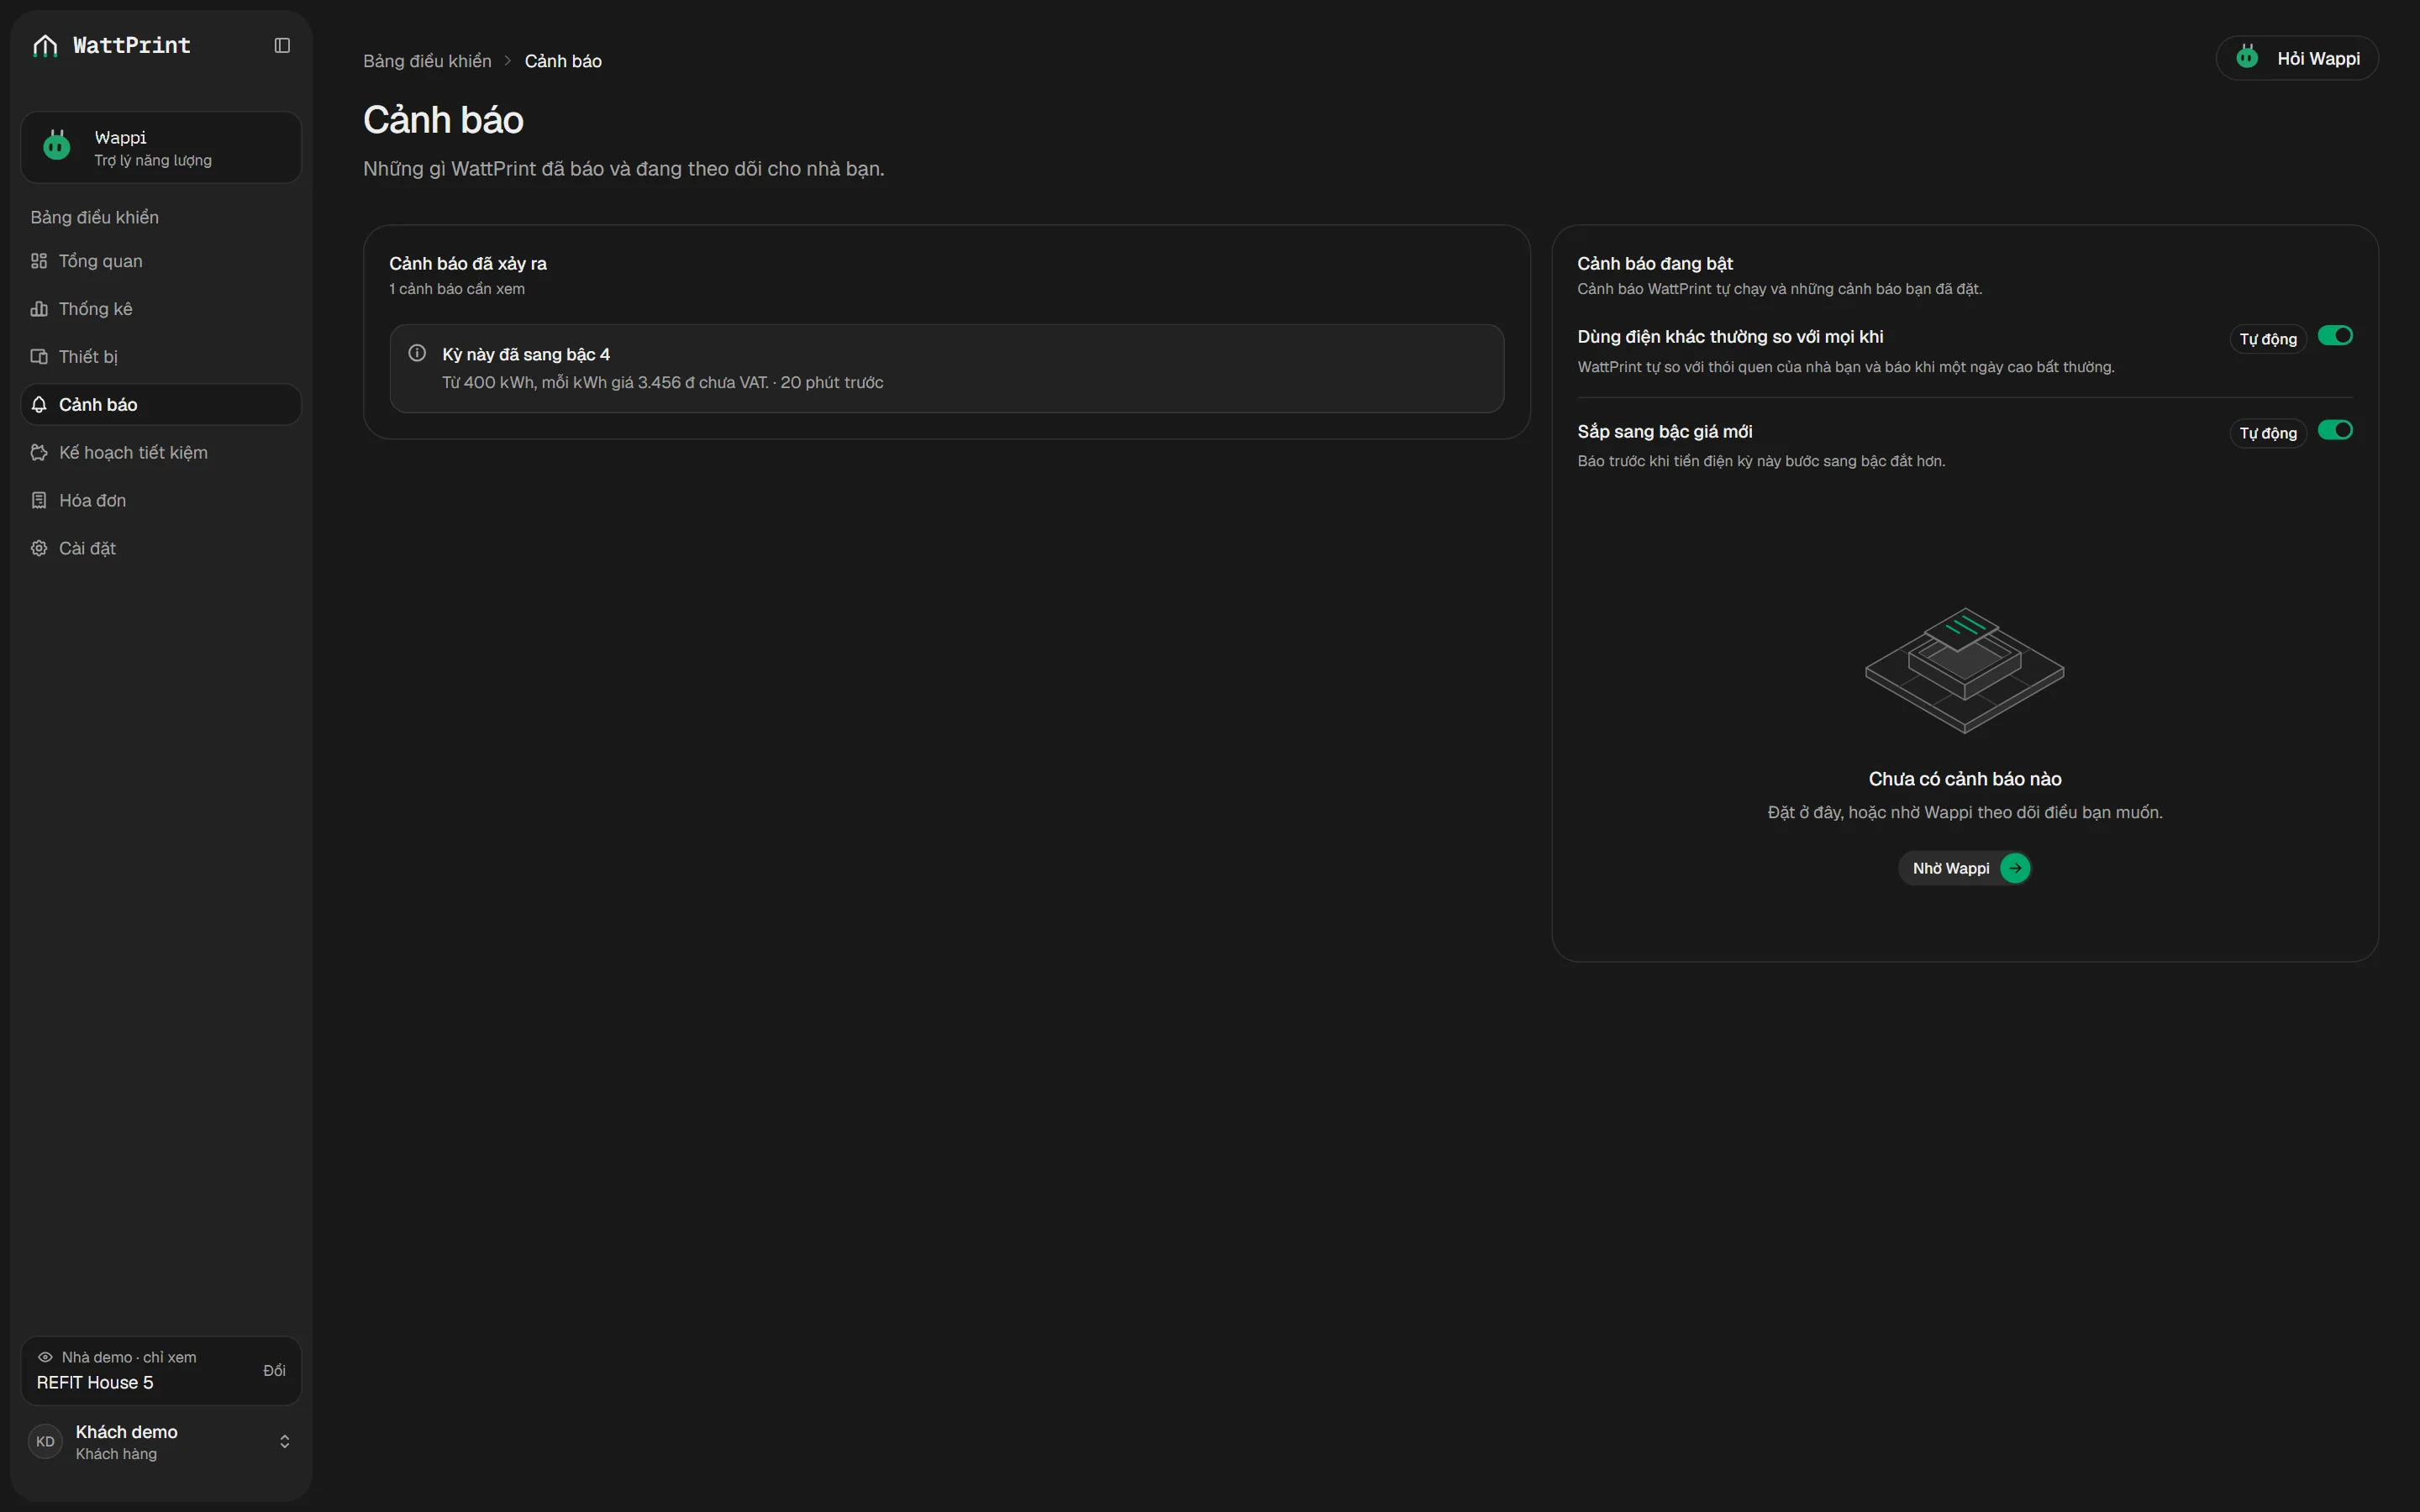 WattPrint
Wappi
Trợ lý năng lượng
Bảng điều khiển
Tổng quan
Thống kê
Thiết bị
Cảnh báo
Kế hoạch tiết kiệm
Hóa đơn
Cài đặt
Nhà demo · chỉ xem
REFIT House 5
Đổi
KD
Khách demo
Khách hàng
Bảng điều khiển > Cảnh báo
Hỏi Wappi
Cảnh báo
Những gì WattPrint đã báo và đang theo dõi cho nhà bạn.
Cảnh báo đã xảy ra
1 cảnh báo cần xem
Kỳ này đã sang bậc 4
Từ 400 kWh, mỗi kWh giá 3.456 đ chưa VAT. · 20 phút trước
Cảnh báo đang bật
Cảnh báo WattPrint tự chạy và những cảnh báo bạn đã đặt.
Dùng điện khác thường so với mọi khi
Tự động
WattPrint tự so với thói quen của nhà bạn và báo khi một ngày cao bất thường.
Sắp sang bậc giá mới
Tự động
Báo trước khi tiền điện kỳ này bước sang bậc đắt hơn.
Chưa có cảnh báo nào
Đặt ở đây, hoặc nhờ Wappi theo dõi điều bạn muốn.
Nhờ Wappi